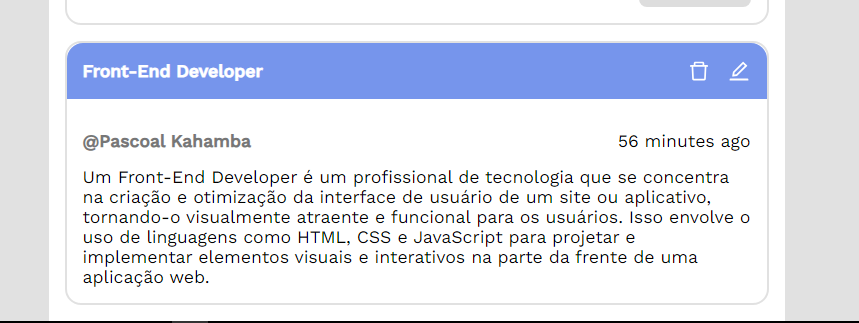 Front-End Developer
@Pascoal Kahamba
56 minutes ago
Um Front-End Developer é um profissional de tecnologia que se concentra
na criação e otimização da interface de usuário de um site ou aplicativo,
tornando-o visualmente atraente e funcional para os usuários. Isso envolve o
uso de linguagens como HTML, CSS e JavaScript para projetar e
implementar elementos visuais e interativos na parte da frente de uma
aplicação web.